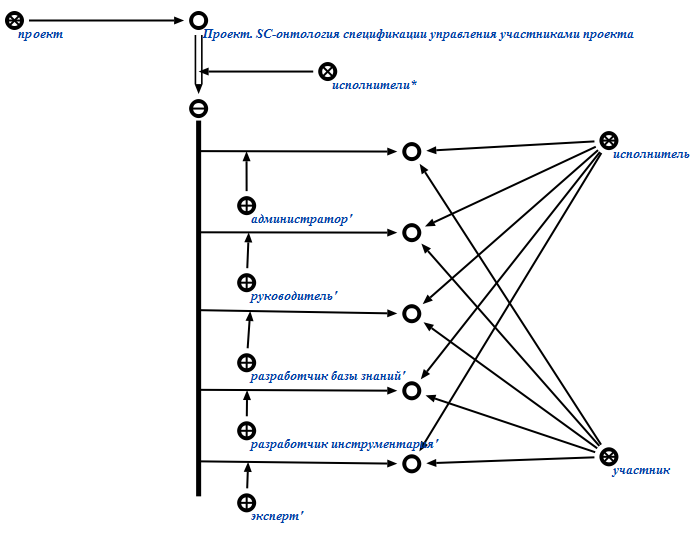 проект
Проект. SC-онтология спецификации управления участниками проекта
исполнители*
исполнитель
администратор'
руководитель'
разработчик базы знаний'
разработчик инструментария'
участник
эксперт'